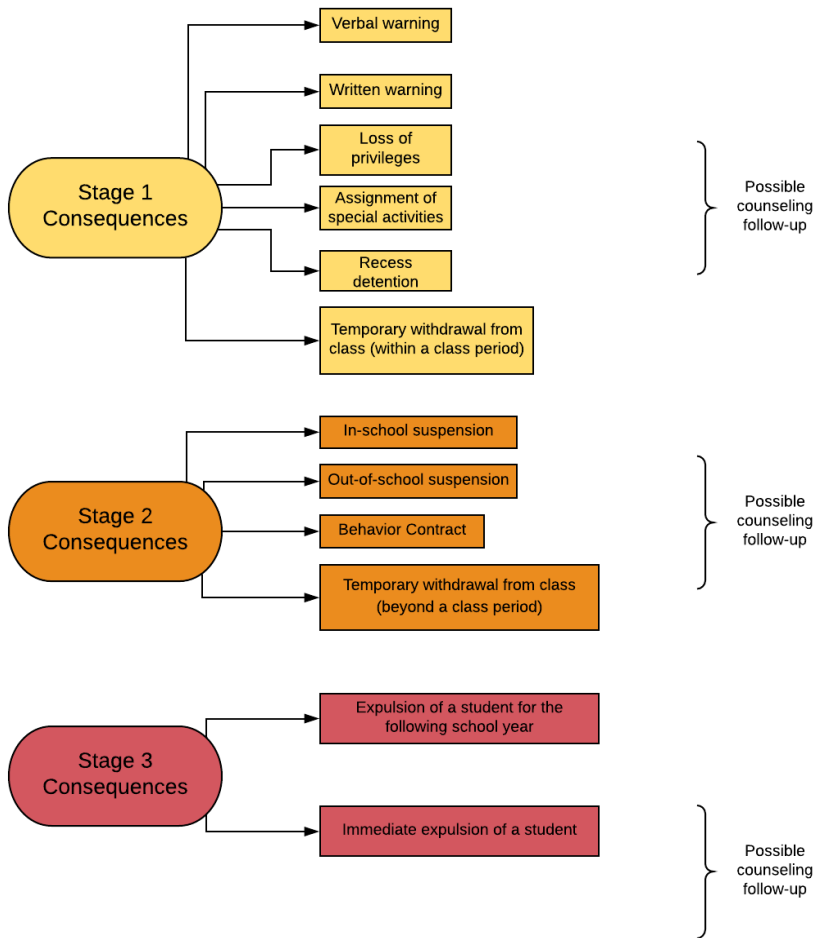 Verbal warning
Written warning
Loss of
privileges
Stage 1
Consequences
Assignment of
special activities
Recess
detention
Temporary withdrawal from
class (within a class period)
Possible
counseling
follow-up
In-school suspension
Out-of-school suspension
Stage 2
Consequences
Behavior Contract
Temporary withdrawal from class
(beyond a class period)
Possible
counseling
follow-up
Expulsion of a student for the
following school year
Stage 3
Consequences
Immediate expulsion of a student
Possible
counseling
follow-up